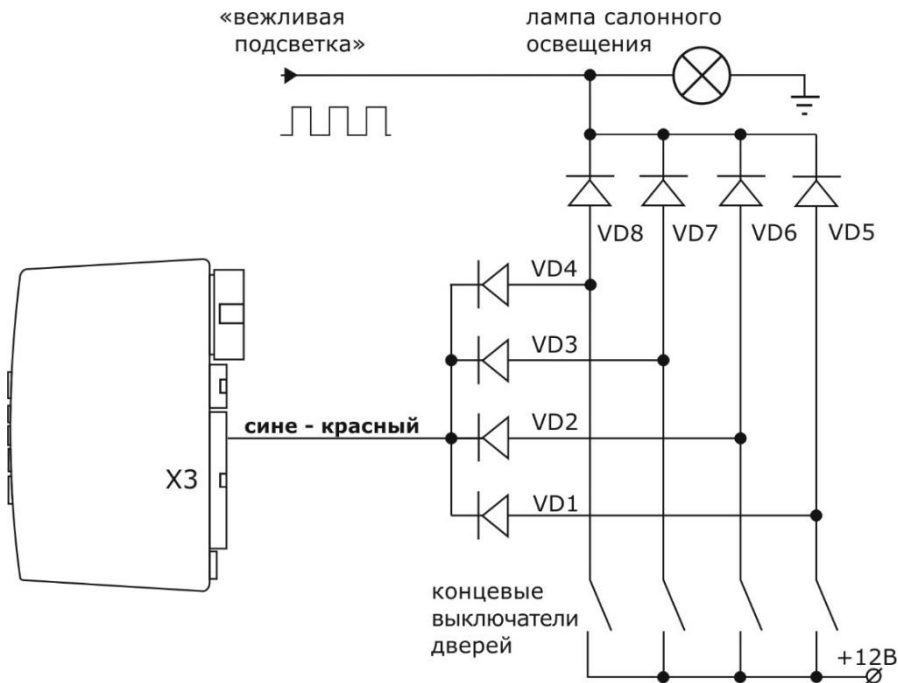 «вежливая
подсветка»
лампа салонного
освещения
VD8
VD7
VD6
VD5
VD4
VD3
VD2
VD1
сине - красный
X3
концевые
выключатели
дверей
+12В